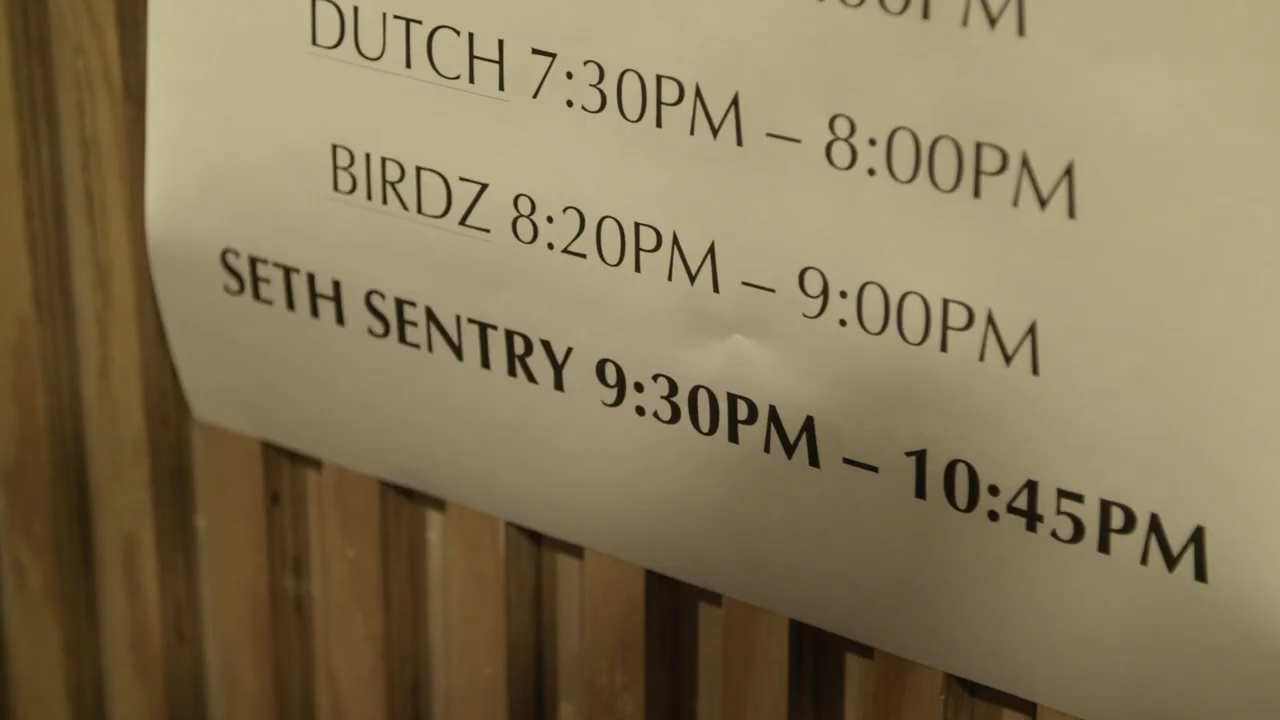 DUTCH 7:30PM – 8:00PM
BIRDZ 8:20PM – 9:00PM
SETH SENTRY 9:30PM – 10:45PM